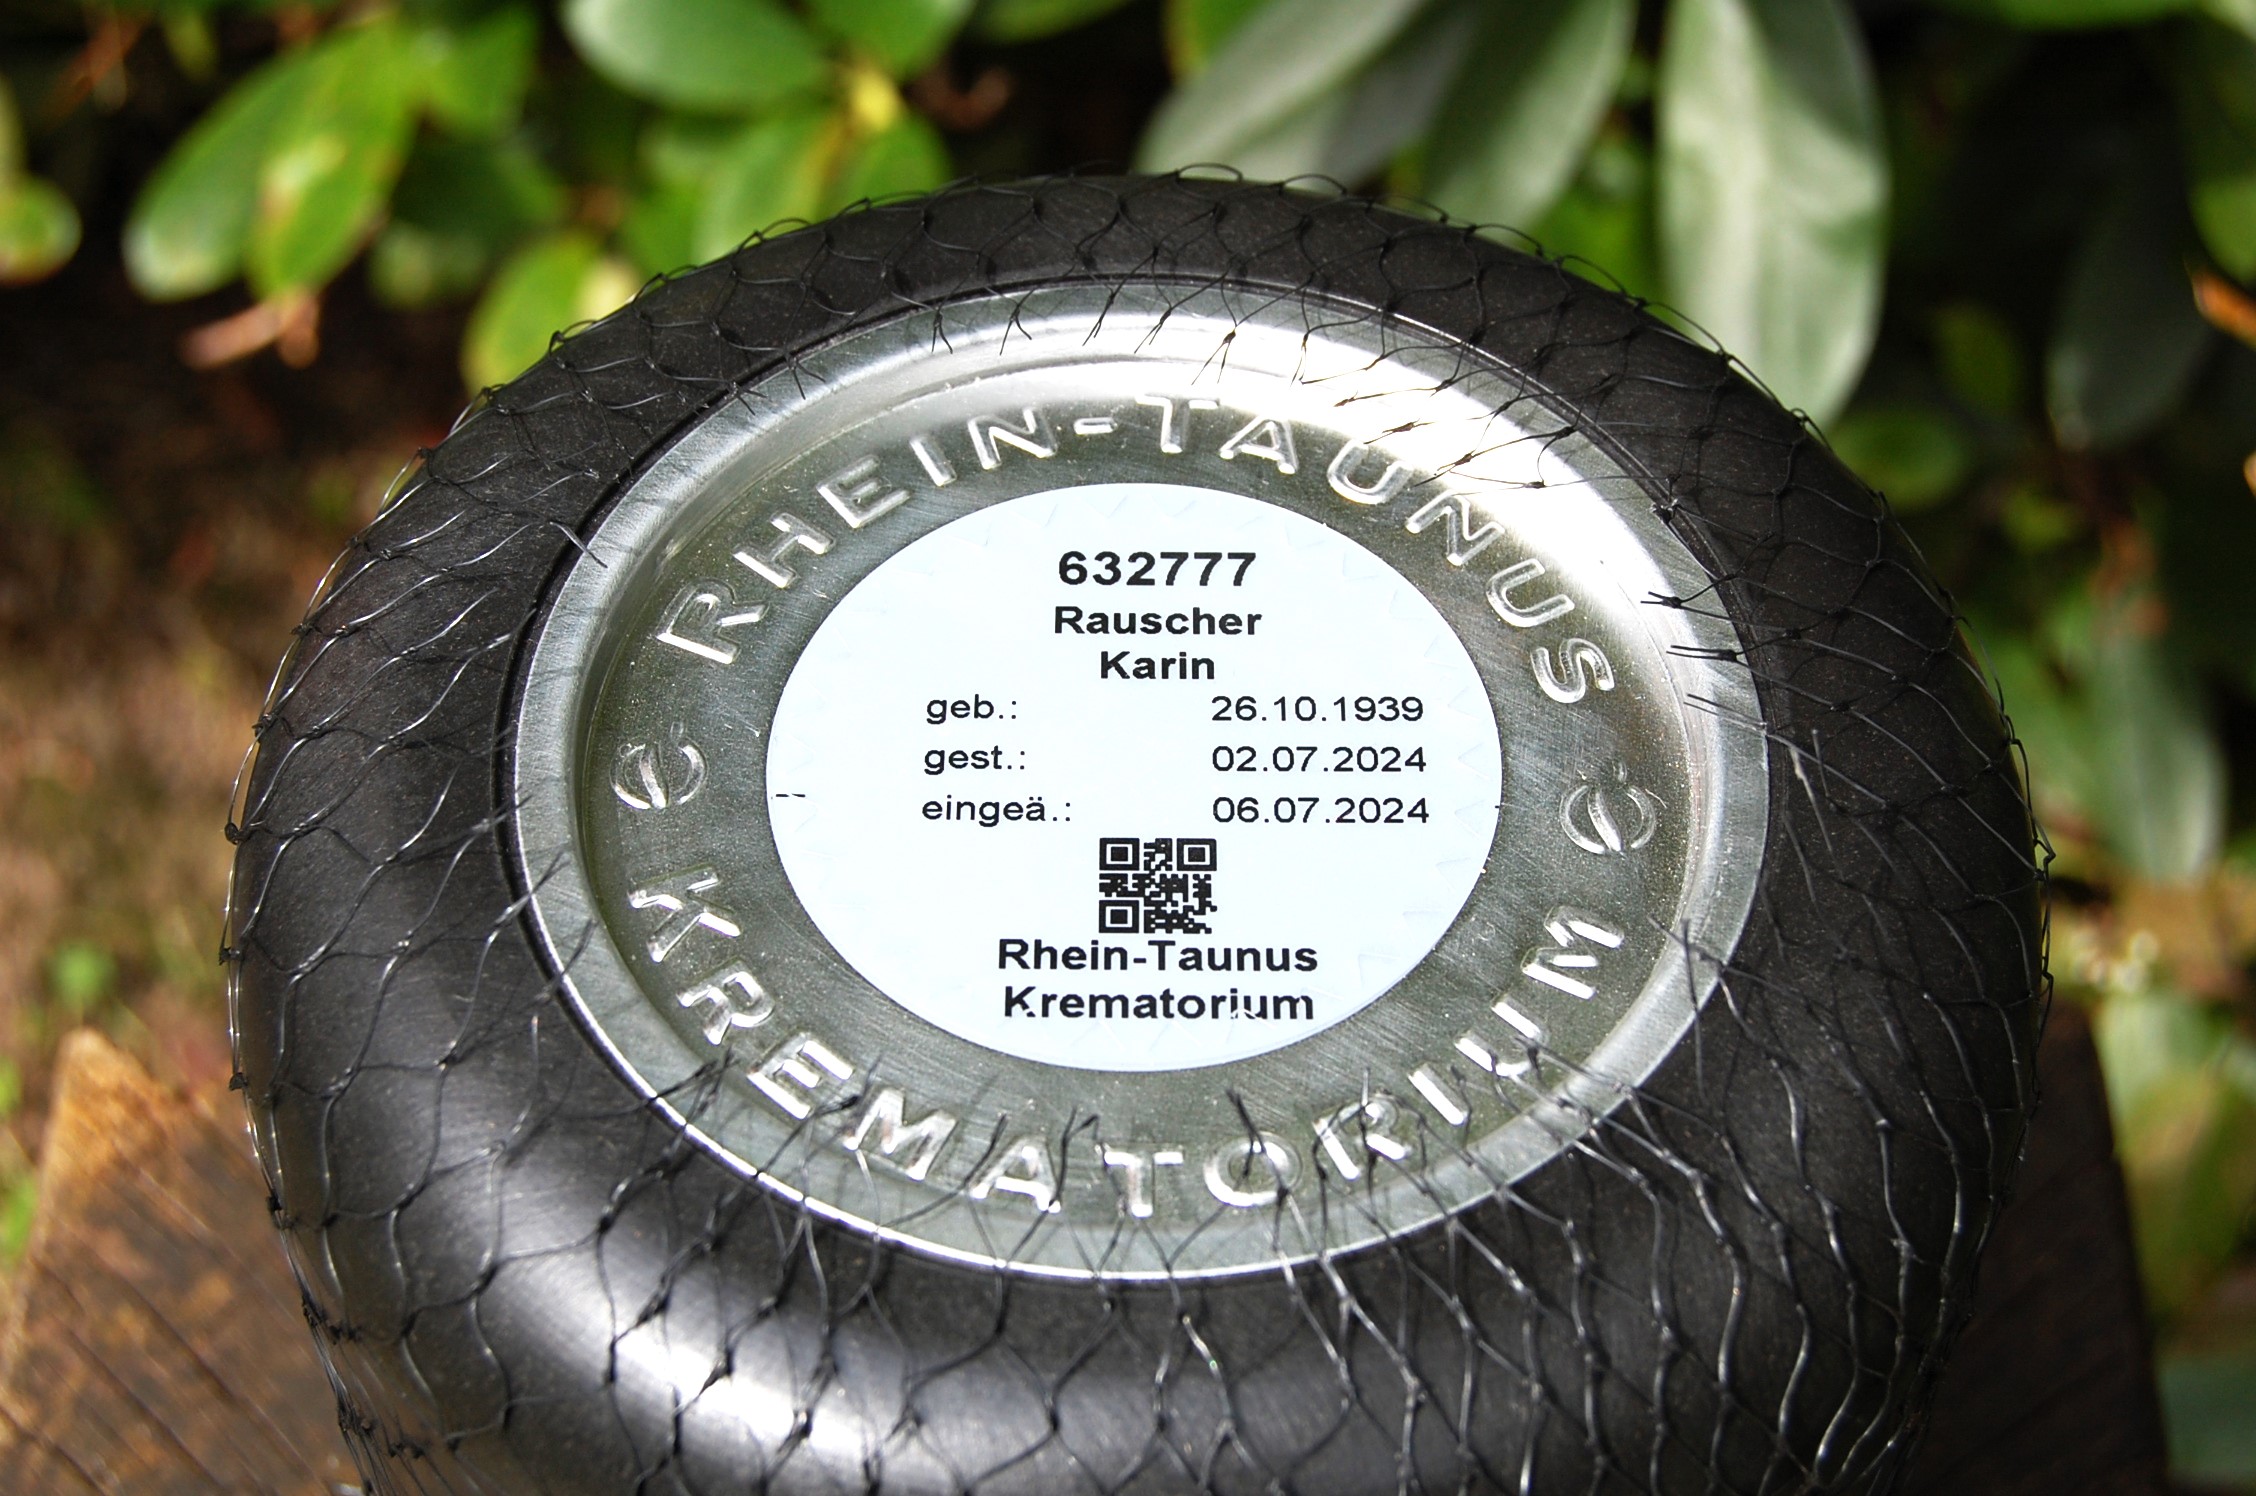 RHEIN-TAUNUS
632777
Rauscher
Karin
geb.: 26.10.1939
gest.: 02.07.2024
eingeä.: 06.07.2024
Rhein-Taunus
Krematorium
KREMATORIUM